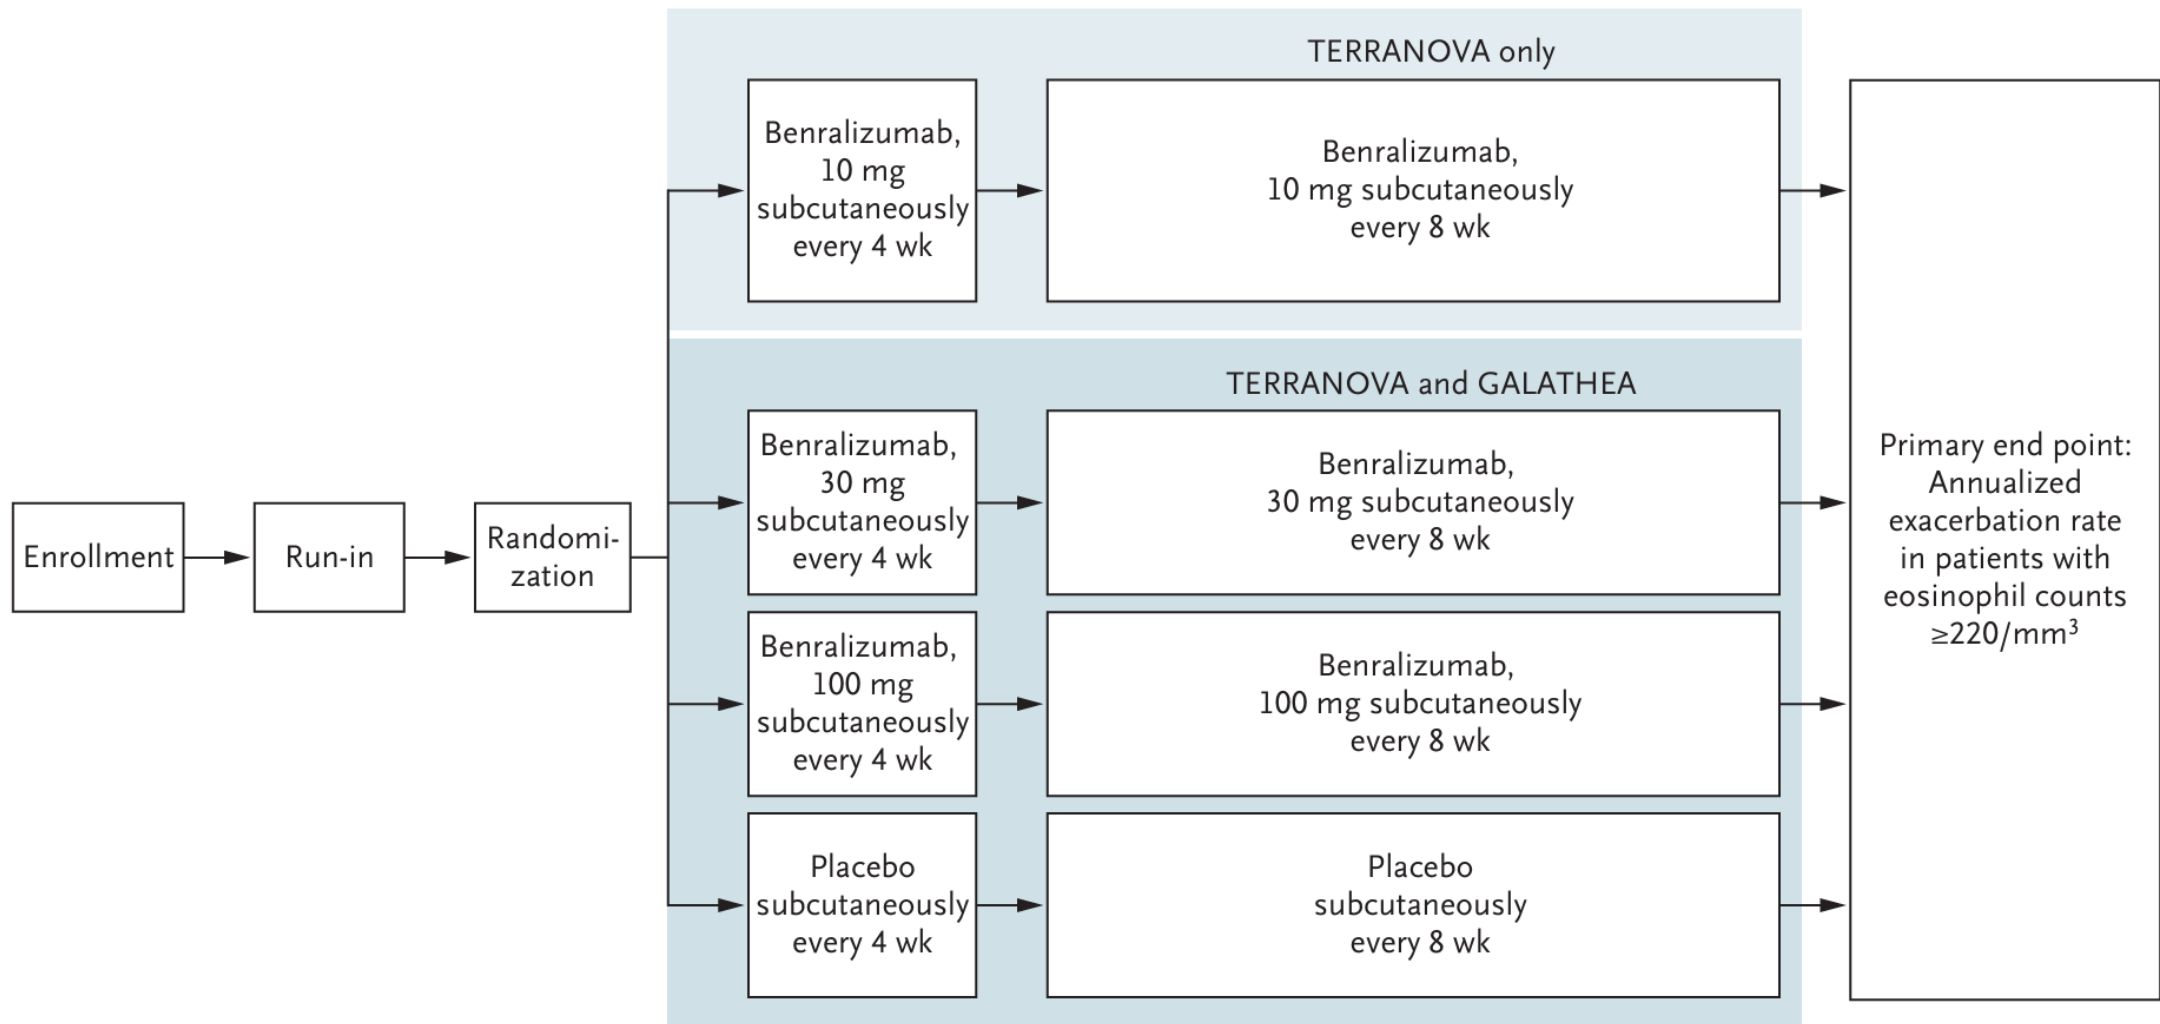 TERRANOVA only
Benralizumab,
10 mg
subcutaneously
every 4 wk
Benralizumab,
10 mg subcutaneously
every 8 wk
TERRANOVA and GALATHEA
Enrollment
Run-in
Randomi-
zation
Benralizumab,
30 mg
subcutaneously
every 4 wk
Benralizumab,
30 mg subcutaneously
every 8 wk
Benralizumab,
100 mg
subcutaneously
every 4 wk
Benralizumab,
100 mg subcutaneously
every 8 wk
Placebo
subcutaneously
every 4 wk
Placebo
subcutaneously
every 8 wk
Primary end point:
Annualized
exacerbation rate
in patients with
eosinophil counts
≥220/mm³